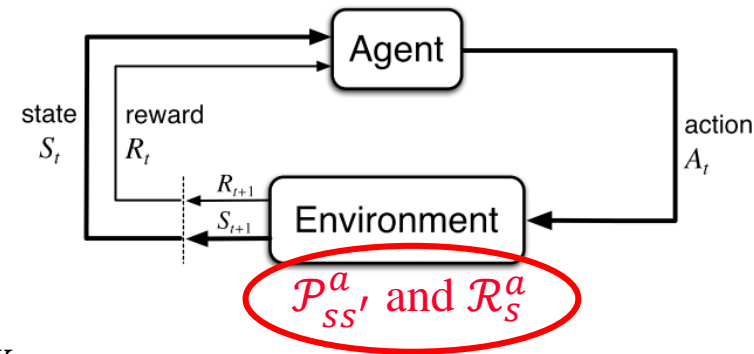 Agent
state
S_t
reward
R_t
action
A_t
R_{t+1}
S_{t+1}
Environment
𝒫^a_{ss'} and ℛ^a_s